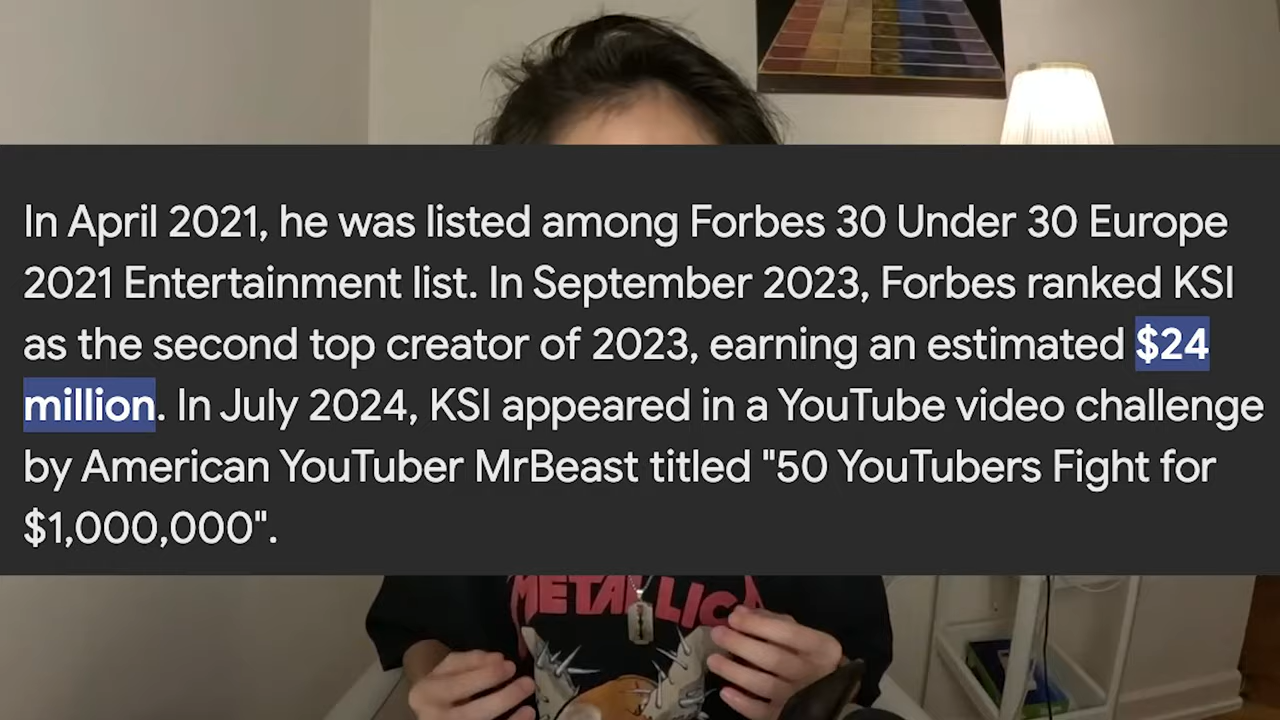 In April 2021, he was listed among Forbes 30 Under 30 Europe
2021 Entertainment list. In September 2023, Forbes ranked KSI
as the second top creator of 2023, earning an estimated $24
million. In July 2024, KSI appeared in a YouTube video challenge
by American YouTuber MrBeast titled "50 YouTubers Fight for
$1,000,000".
METALLICA